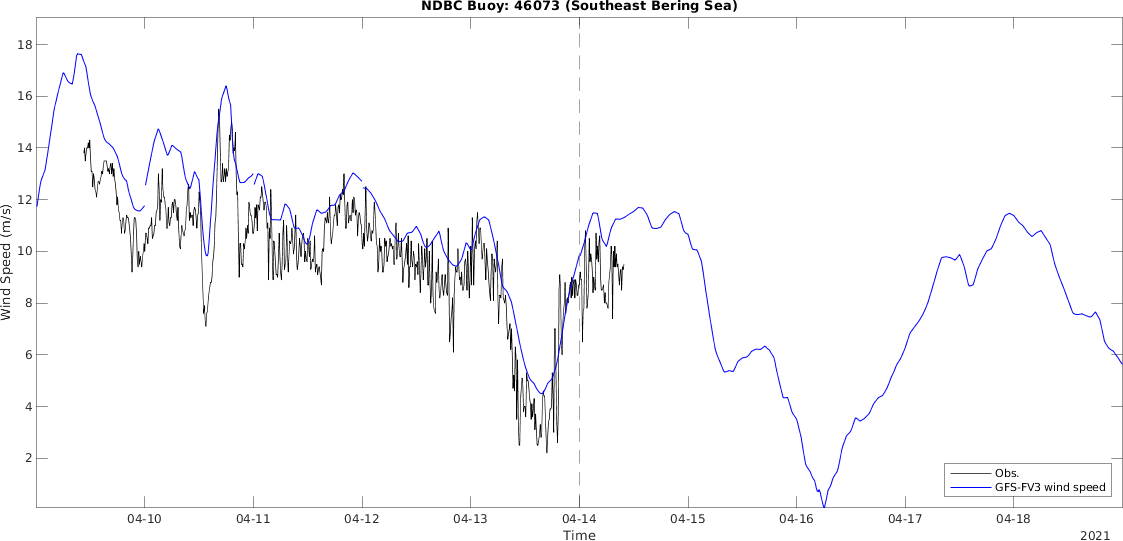 NDBC Buoy: 46073 (Southeast Bering Sea)
18
16
14
12
10
8
6
4
2
Wind Speed (m/s)
04-10 04-11 04-12 04-13 04-14 04-15 04-16 04-17 04-18
Time
2021
Obs.
GFS-FV3 wind speed